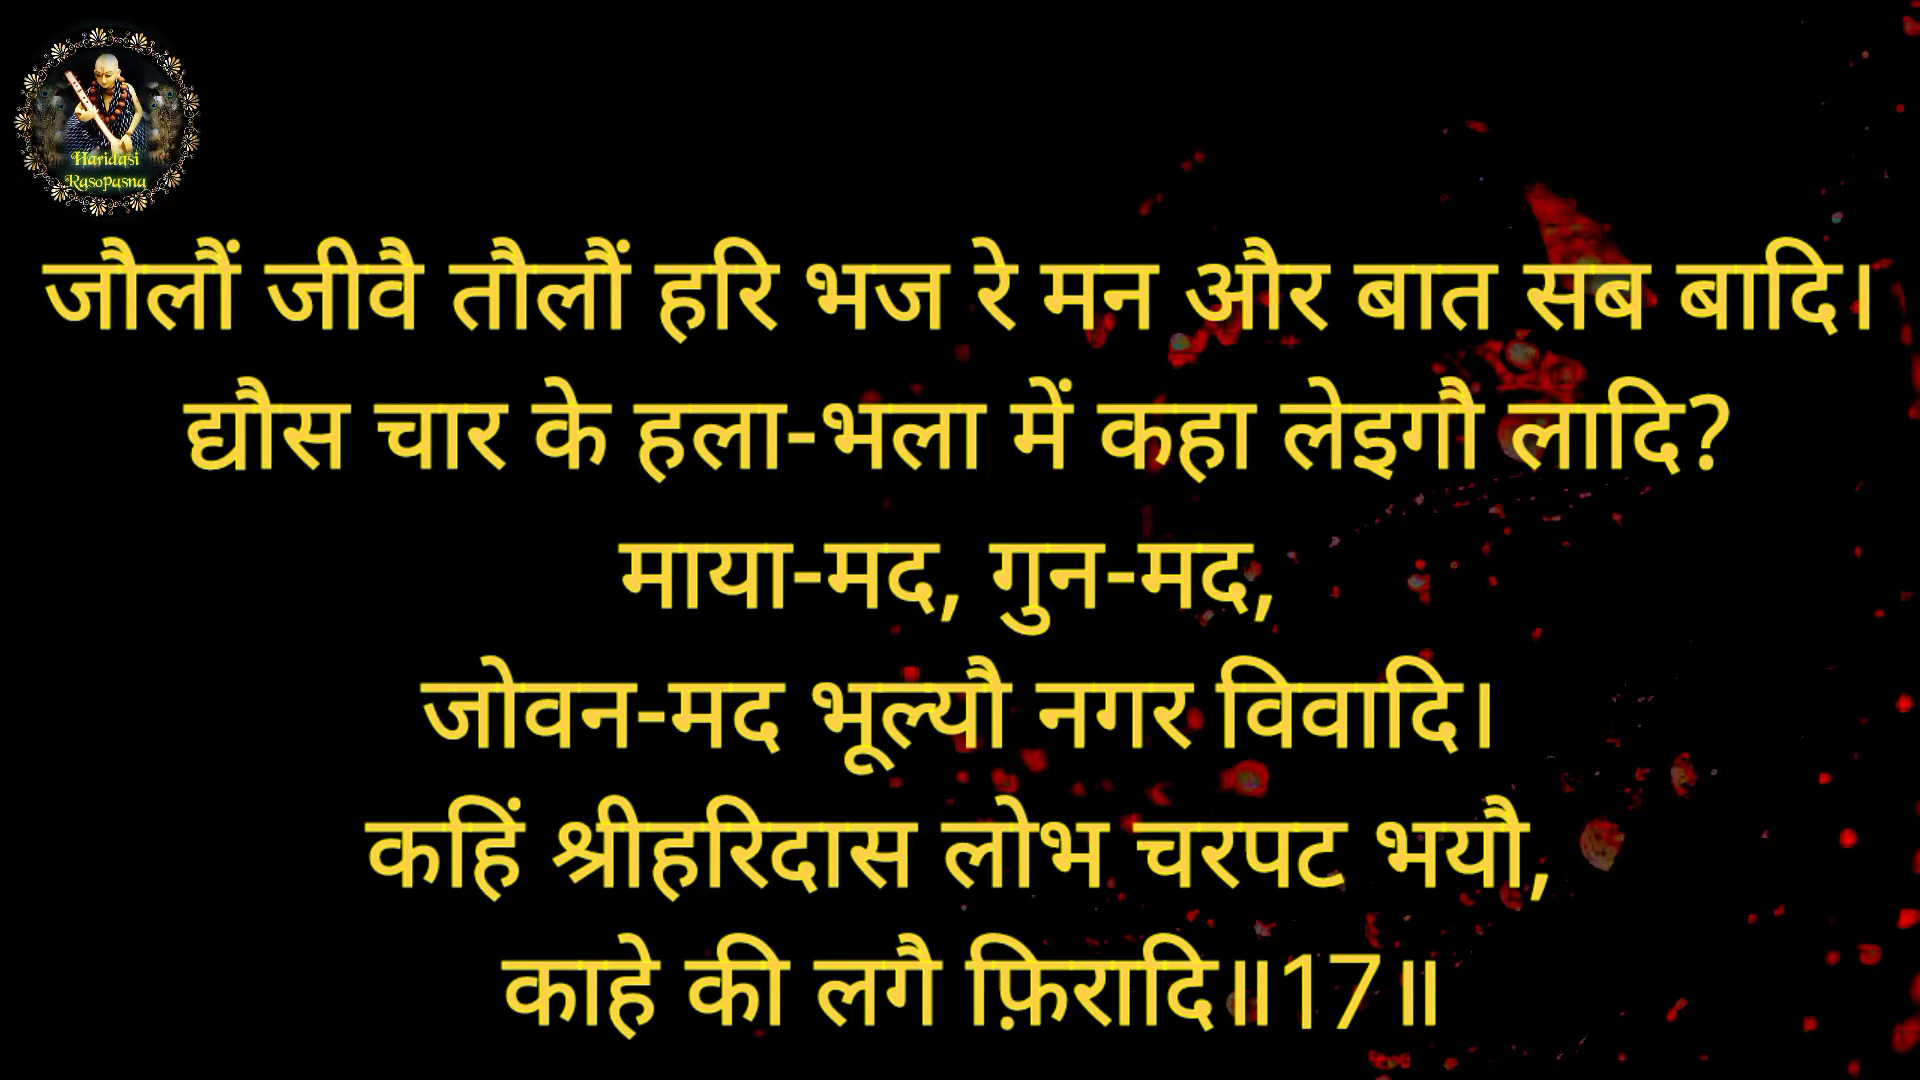 Haridasi
Rasopasna
जौलौं जीवै तौलौं हरि भज रे मन और बात सब बादि।
द्यौस चार के हला-भला में कहा लेइगौ लादि?
माया-मद, गुन-मद,
जोवन-मद भूल्यौ नगर विवादि।
कहिं श्रीहरिदास लोभ चरपट भयौ,
काहे की लगै फ़िरादि॥17॥